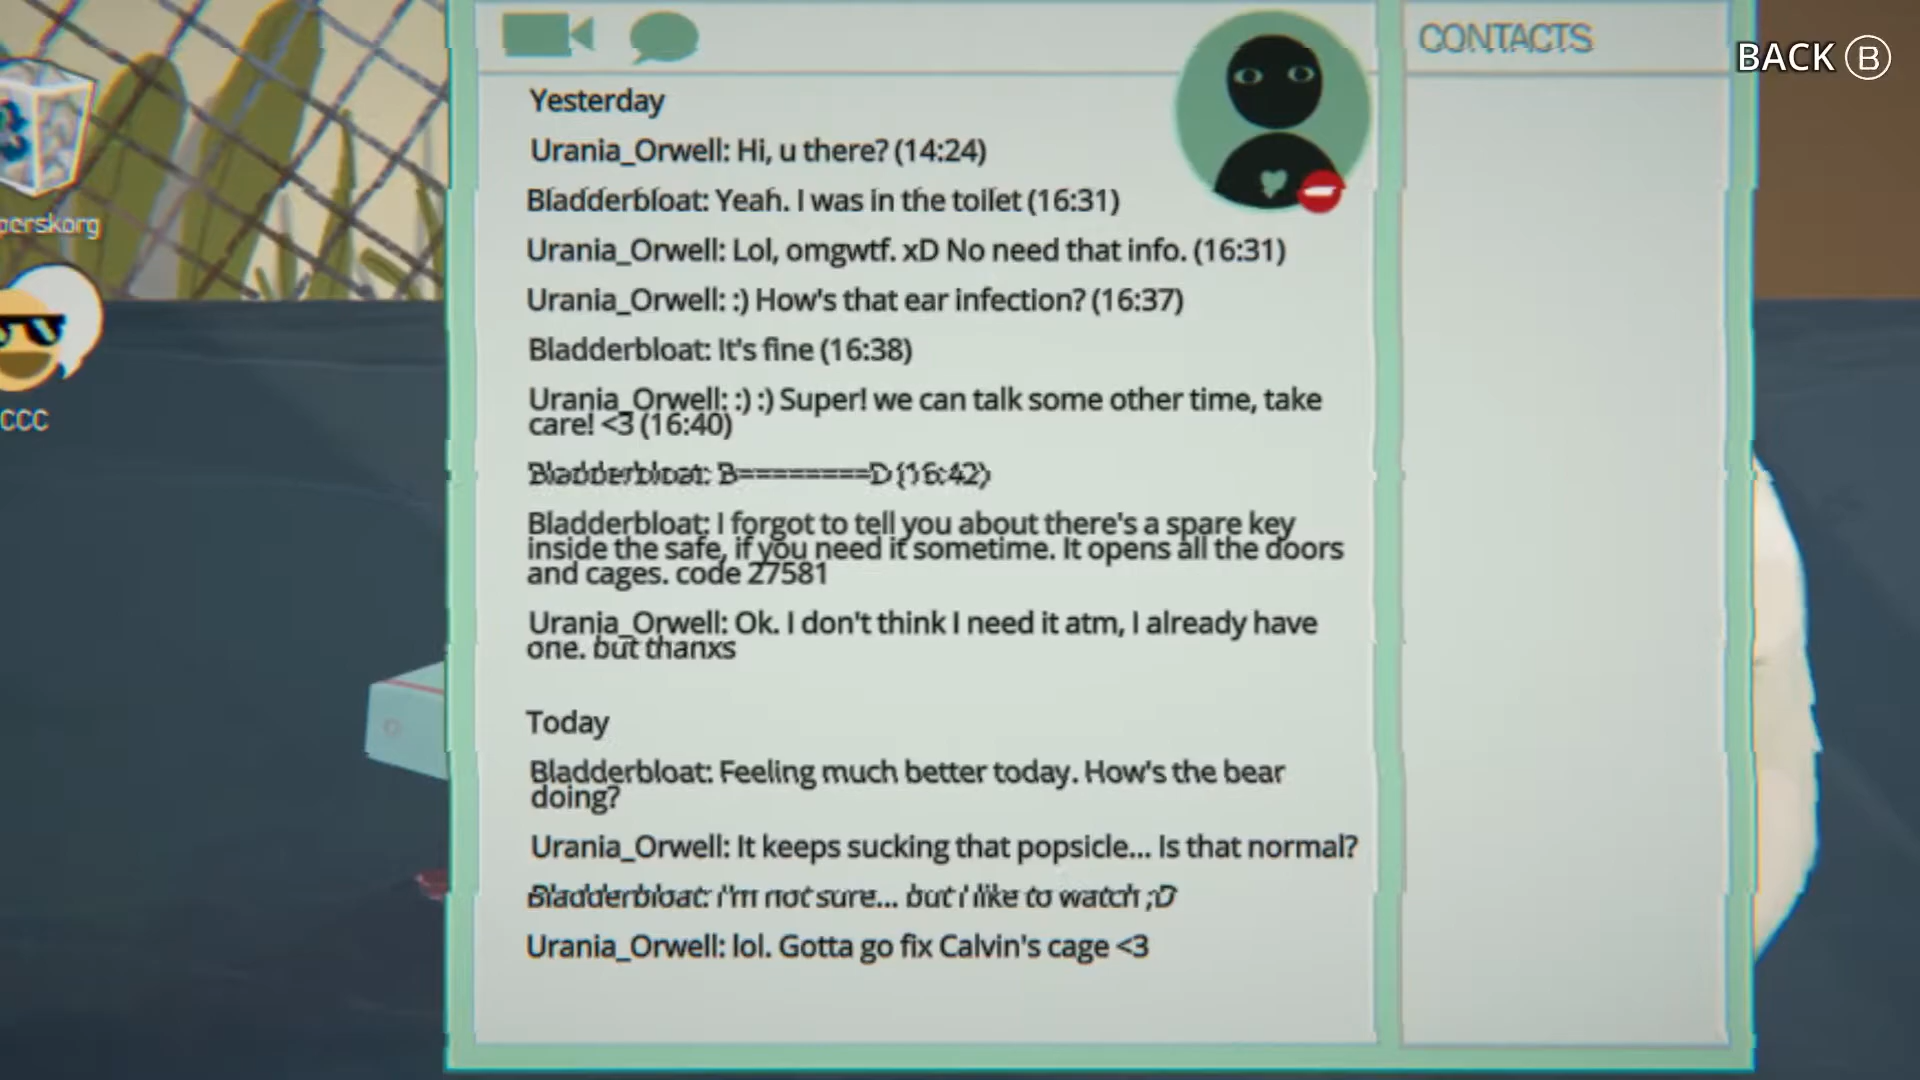 CONTACTS
BACK B
Yesterday
Urania_Orwell: Hi, u there? (14:24)
Bladderbloat: Yeah. I was in the toilet (16:31)
Urania_Orwell: Lol, omgwtf. xD No need that info. (16:31)
Urania_Orwell: :) How's that ear infection? (16:37)
Bladderbloat: It's fine (16:38)
Urania_Orwell: :) :) Super! we can talk some other time, take
care! <3 (16:40)
Bladderbloat: B========D (16:42)
Bladderbloat: I forgot to tell you about there's a spare key
inside the safe, if you need it sometime. It opens all the doors
and cages. code 27581
Urania_Orwell: Ok. I don't think I need it atm, I already have
one. but thanxs
Today
Bladderbloat: Feeling much better today. How's the bear
doing?
Urania_Orwell: It keeps sucking that popsicle... Is that normal?
Bladderbloat: i'm not sure... but i like to watch ;D
Urania_Orwell: lol. Gotta go fix Calvin's cage <3
perskorg
CCC